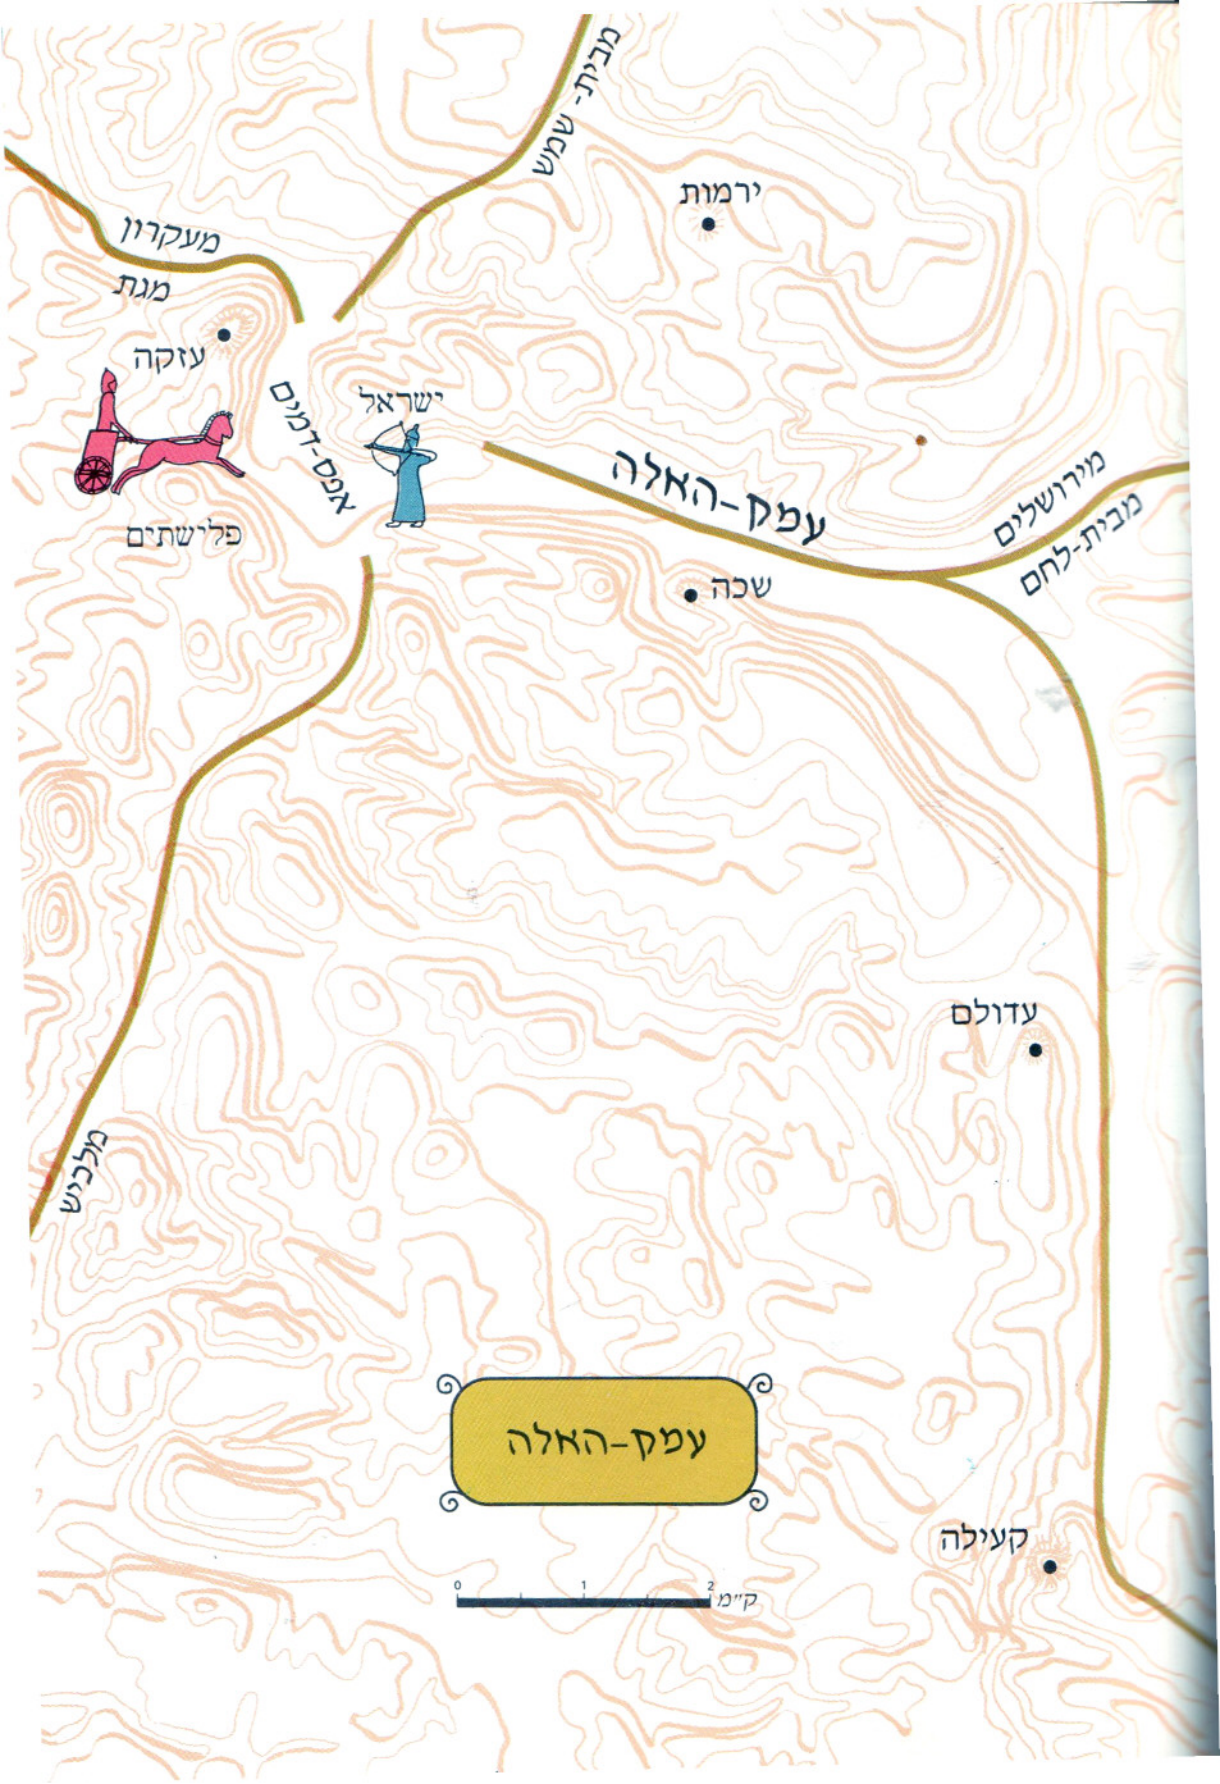 מבית-שמש
ירמות
מעקרון
מגת
עזקה
ישראל
אפס-דמים
עמק-האלה
מירושלים
מבית-לחם
פלישתים
שכה
עדולם
מלכיש
עמק-האלה
קעילה
0 1 2 ק״מ